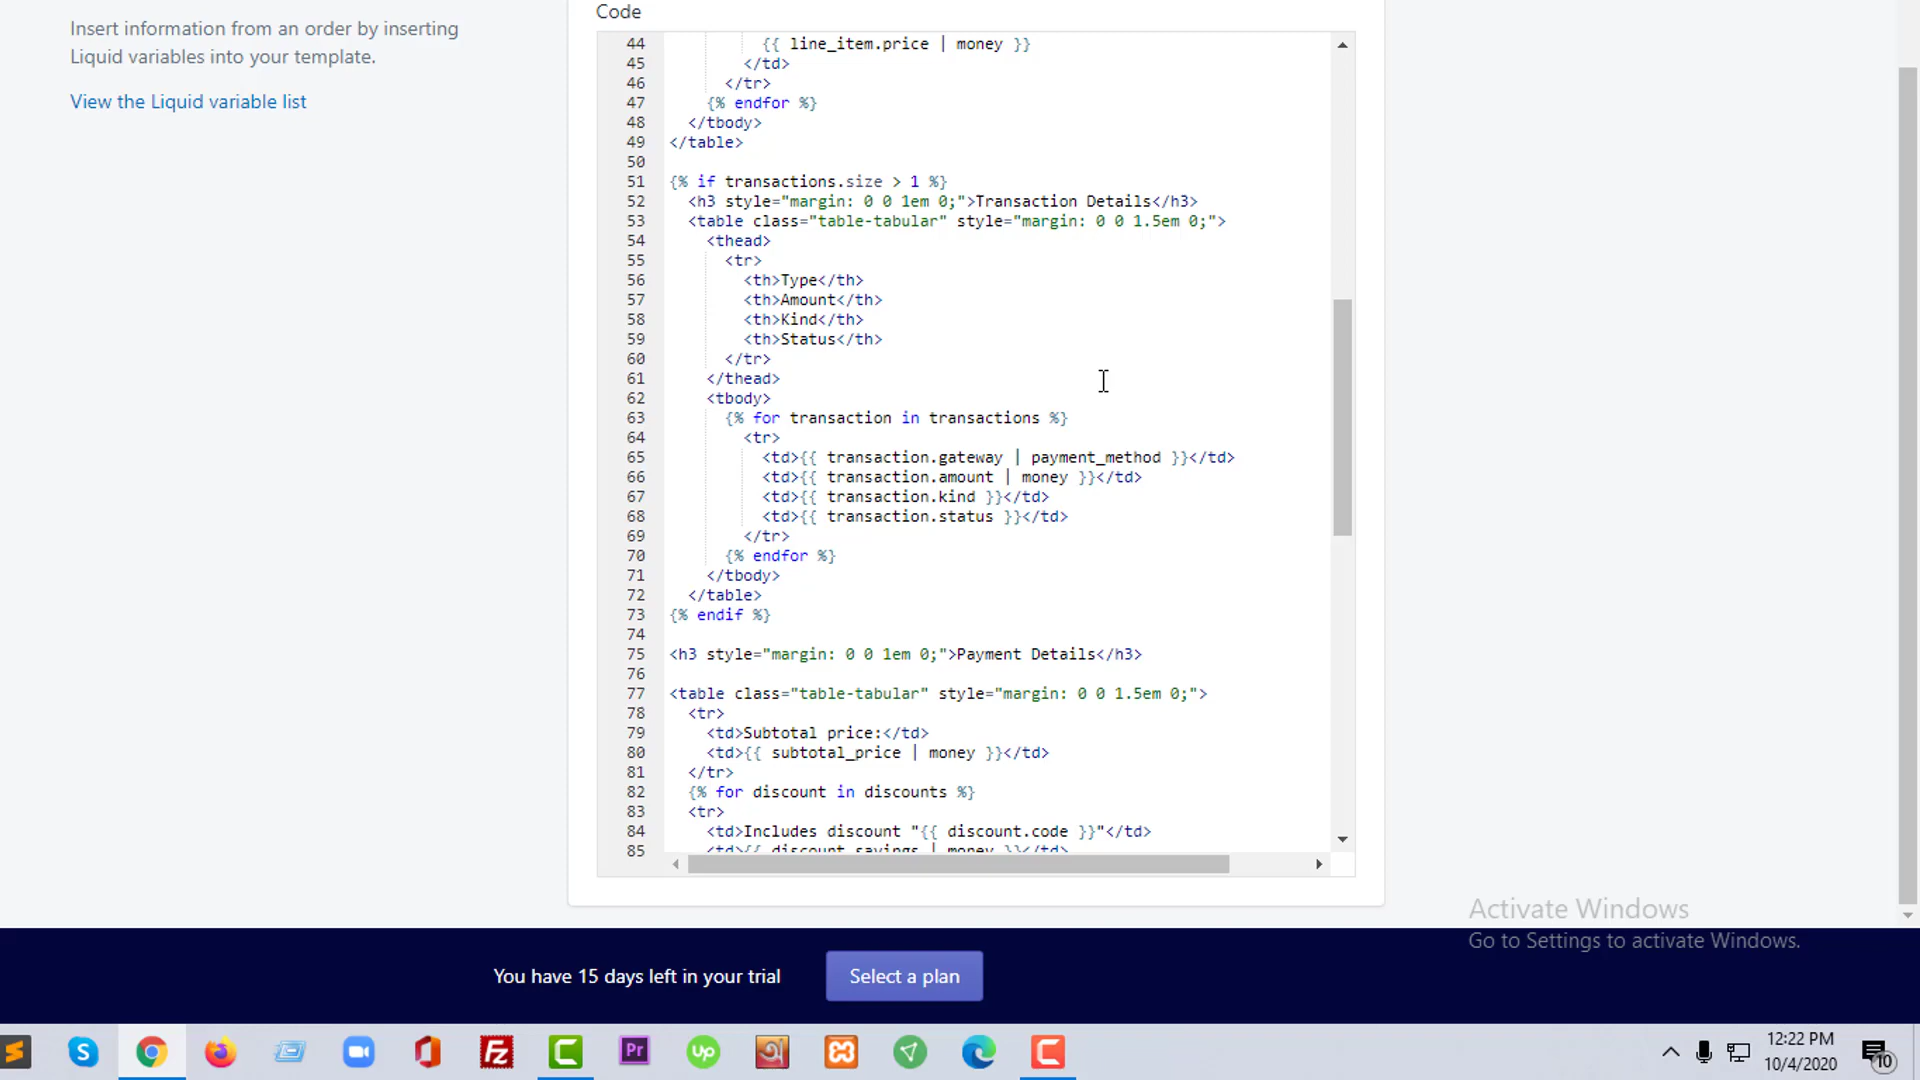 Insert information from an order by inserting
Liquid variables into your template.
View the Liquid variable list
Code
44 {{ line_item.price | money }}
45 </td>
46 </tr>
47 {% endfor %}
48 </tbody>
49 </table>
50
51 {% if transactions.size > 1 %}
52 <h3 style="margin: 0 0 1em 0;">Transaction Details</h3>
53 <table class="table-tabular" style="margin: 0 0 1.5em 0;">
54 <thead>
55 <tr>
56 <th>Type</th>
57 <th>Amount</th>
58 <th>Kind</th>
59 <th>Status</th>
60 </tr>
61 </thead>
62 <tbody>
63 {% for transaction in transactions %}
64 <tr>
65 <td>{{ transaction.gateway | payment_method }}</td>
66 <td>{{ transaction.amount | money }}</td>
67 <td>{{ transaction.kind }}</td>
68 <td>{{ transaction.status }}</td>
69 </tr>
70 {% endfor %}
71 </tbody>
72 </table>
73 {% endif %}
74
75 <h3 style="margin: 0 0 1em 0;">Payment Details</h3>
76
77 <table class="table-tabular" style="margin: 0 0 1.5em 0;">
78 <tr>
79 <td>Subtotal price:</td>
80 <td>{{ subtotal_price | money }}</td>
81 </tr>
82 {% for discount in discounts %}
83 <tr>
84 <td>Includes discount "{{ discount.code }}"</td>
85 <td>{{ discount.savings | money }}</td>
Activate Windows
Go to Settings to activate Windows.
You have 15 days left in your trial
Select a plan
S
Pr
Up
12:22 PM
10/4/2020
10